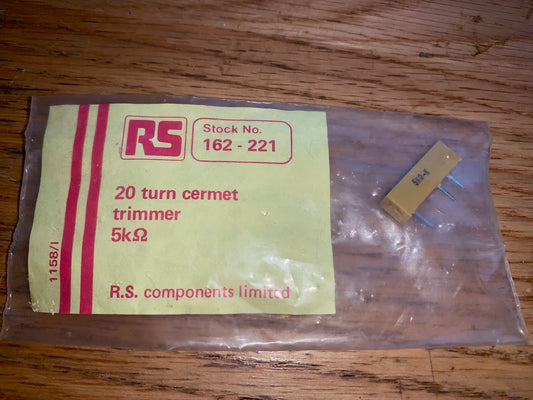 RS
Stock No.
162 - 221
20 turn cermet
trimmer
5kΩ
1158/I
R.S. components limited